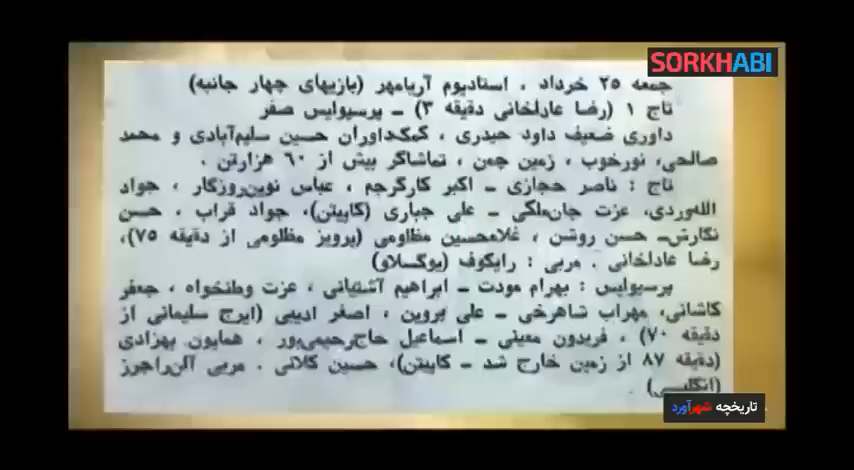 SORKHABI
جمعه ۲۵ خرداد ، استادیوم آریامهر (بازیهای چهار جانبه)
تاج ۱ (رضا عادلخانی دقیقه ۳) ـ پرسپولیس صفر
داوری ضعیف داود حیدری ، کمک‌داوران حسین سلیم‌آبادی و محمد
صالحی، نورخوب ، زمین چمن ، تماشاگر بیش از ۶۰ هزارتن .
تاج : ناصر حجازی ـ اکبر کارگرجم ، عباس نوین‌روزگار ، جواد
الله‌وردی، عزت جان‌ملکی ـ علی جباری (کاپیتن)، جواد قراب ، حسن
نگارش ـ حسن روشن ، غلامحسین مظلومی (پرویز مظلومی از دقیقه ۷۵)،
رضا عادلخانی . مربی : رایکوف (یوگسلاو)
پرسپولیس : بهرام مودت ـ ابراهیم آشتیانی ، عزت وطنخواه ، جعفر
کاشانی، مهراب شاهرخی ـ علی پروین ، اصغر ادیبی (ایرج سلیمانی از
دقیقه ۷۰) ، فریدون معینی ـ اسماعیل حاج‌رحیمی‌پور ، همایون بهزادی
(دقیقه ۸۷ از زمین خارج شد ـ کاپیتن)، حسین کلانی . مربی آلن‌راجرز
(انگلیسی) .
تاریخچه شهرآورد